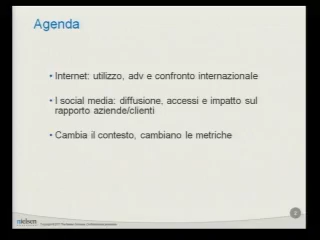 Agenda
• Internet: utilizzo, adv e confronto internazionale
• I social media: diffusione, accessi e impatto sul
rapporto aziende/clienti
• Cambia il contesto, cambiano le metriche
nielsen